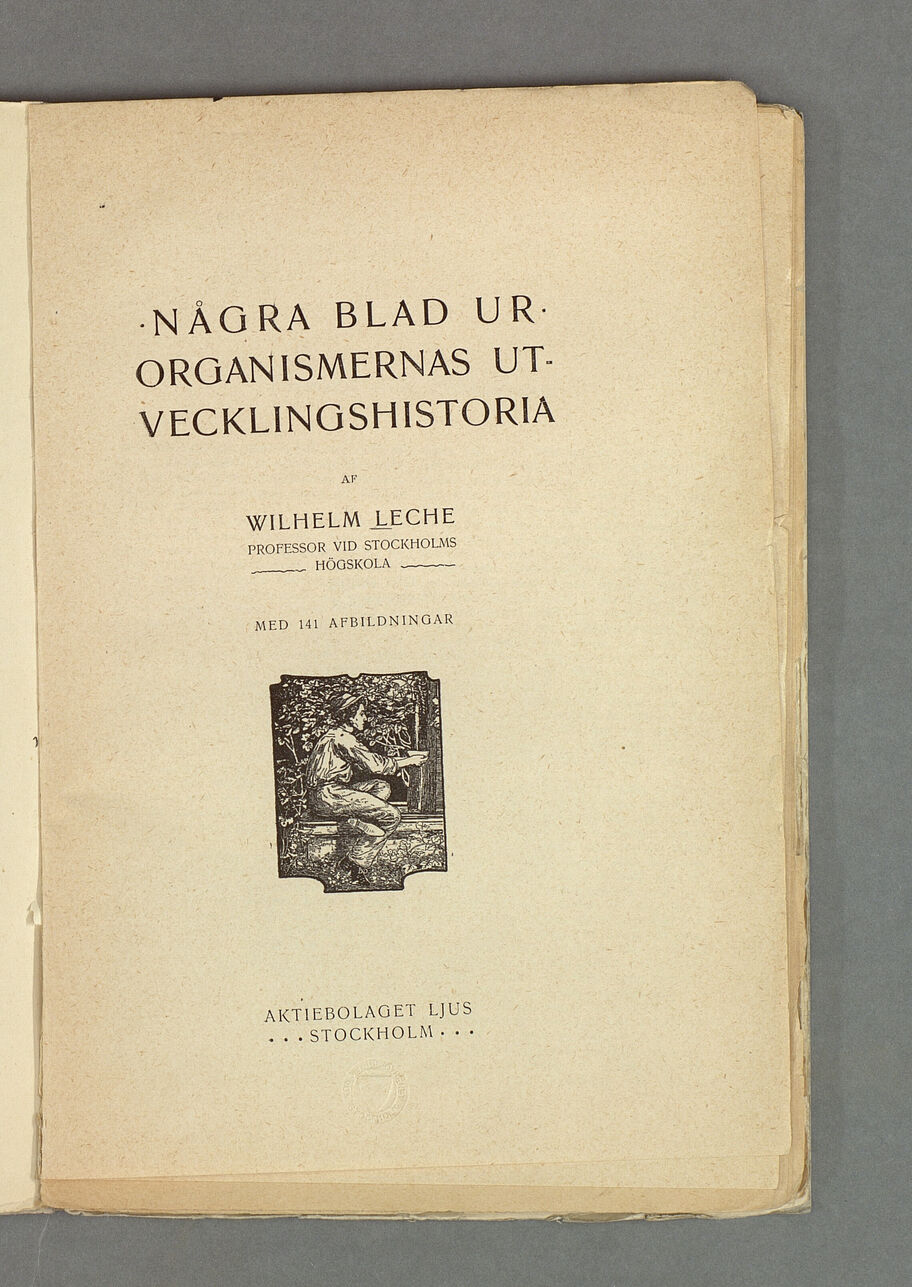 ·NÅGRA BLAD UR·
ORGANISMERNAS UT-
VECKLINGSHISTORIA
AF
WILHELM LECHE
PROFESSOR VID STOCKHOLMS
HÖGSKOLA
MED 141 AFBILDNINGAR
AKTIEBOLAGET LJUS
• • • STOCKHOLM • • •